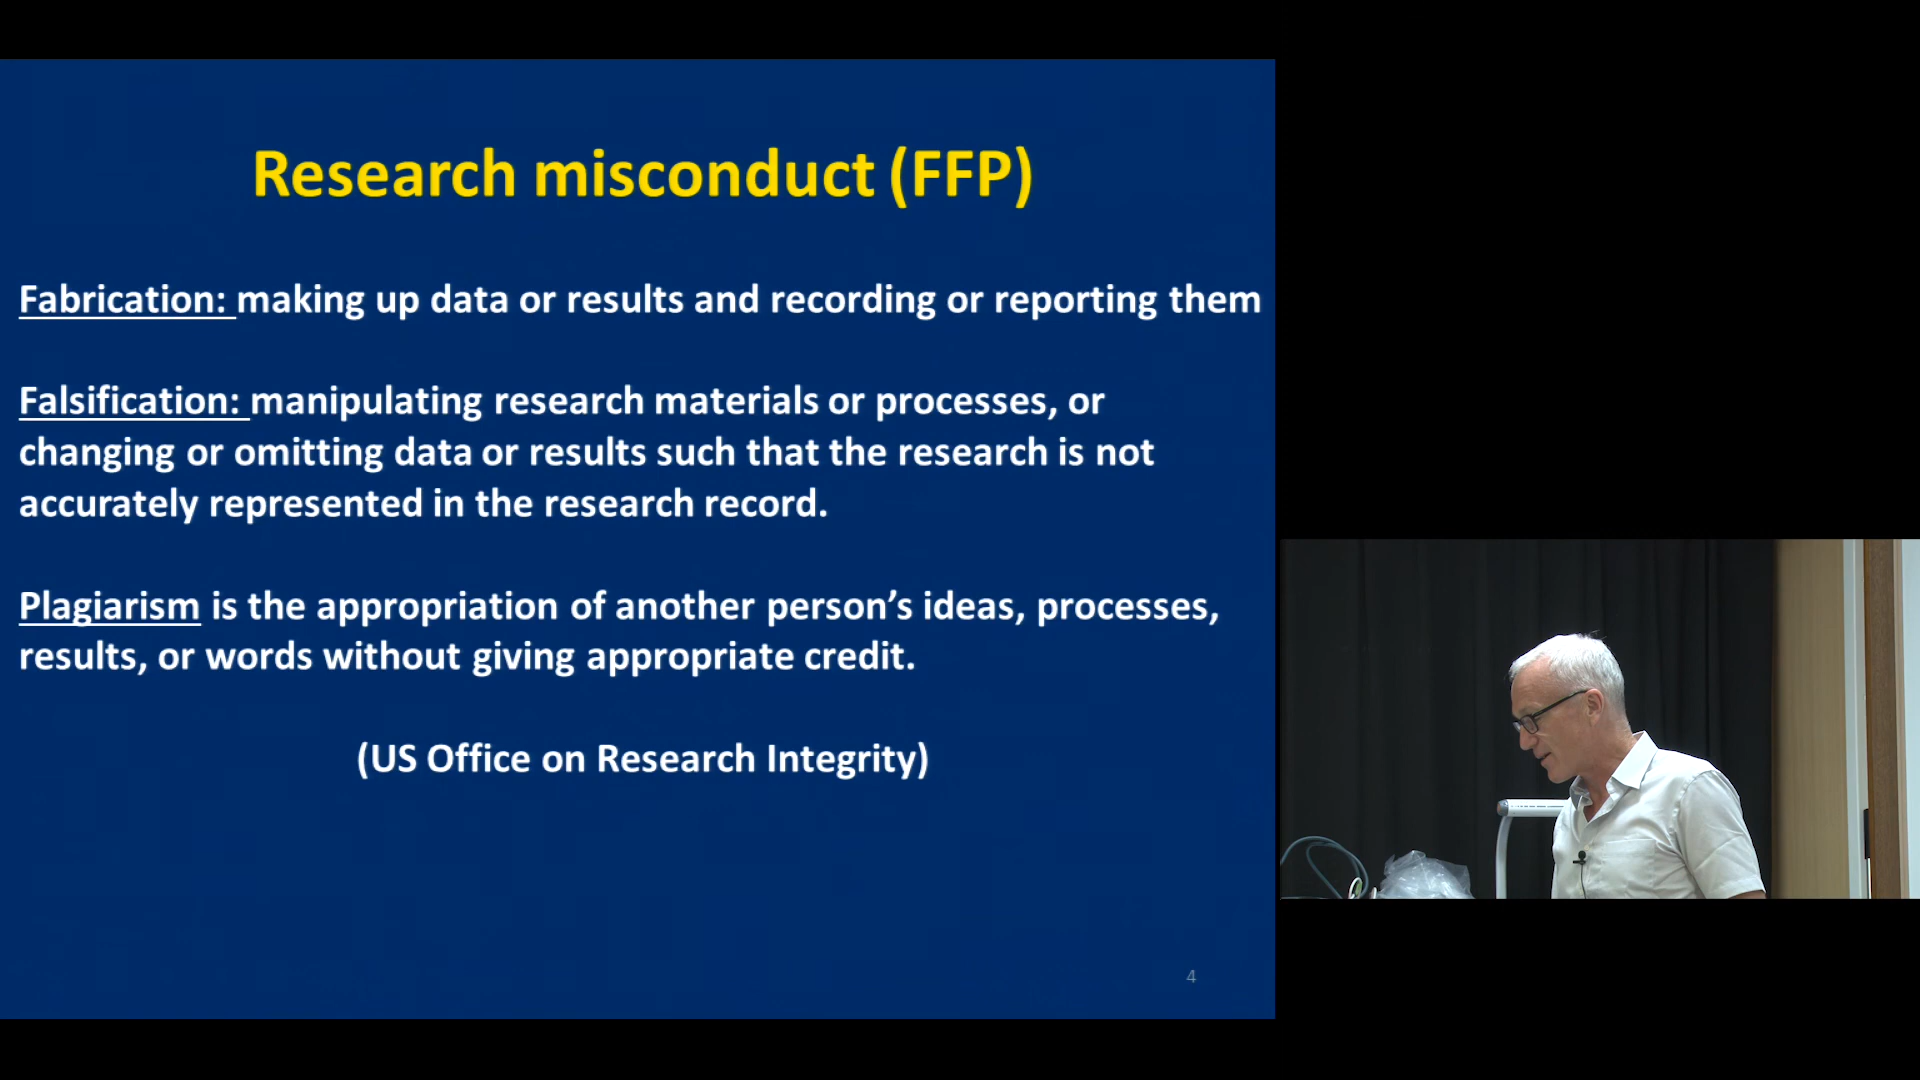 Research misconduct (FFP)
Fabrication: making up data or results and recording or reporting them
Falsification: manipulating research materials or processes, or
changing or omitting data or results such that the research is not
accurately represented in the research record.
Plagiarism is the appropriation of another person’s ideas, processes,
results, or words without giving appropriate credit.
(US Office on Research Integrity)
4